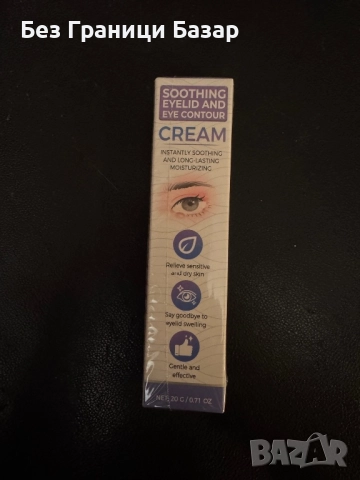 Без Граници Базар
SOOTHING
EYELID AND
EYE CONTOUR
CREAM
INSTANTLY SOOTHING
AND LONG-LASTING
MOISTURIZING
Relieve sensitive
and dry skin
Say goodbye to
eyelid swelling
Gentle and
effective
NET: 20 G / 0.71 OZ
BAZAR